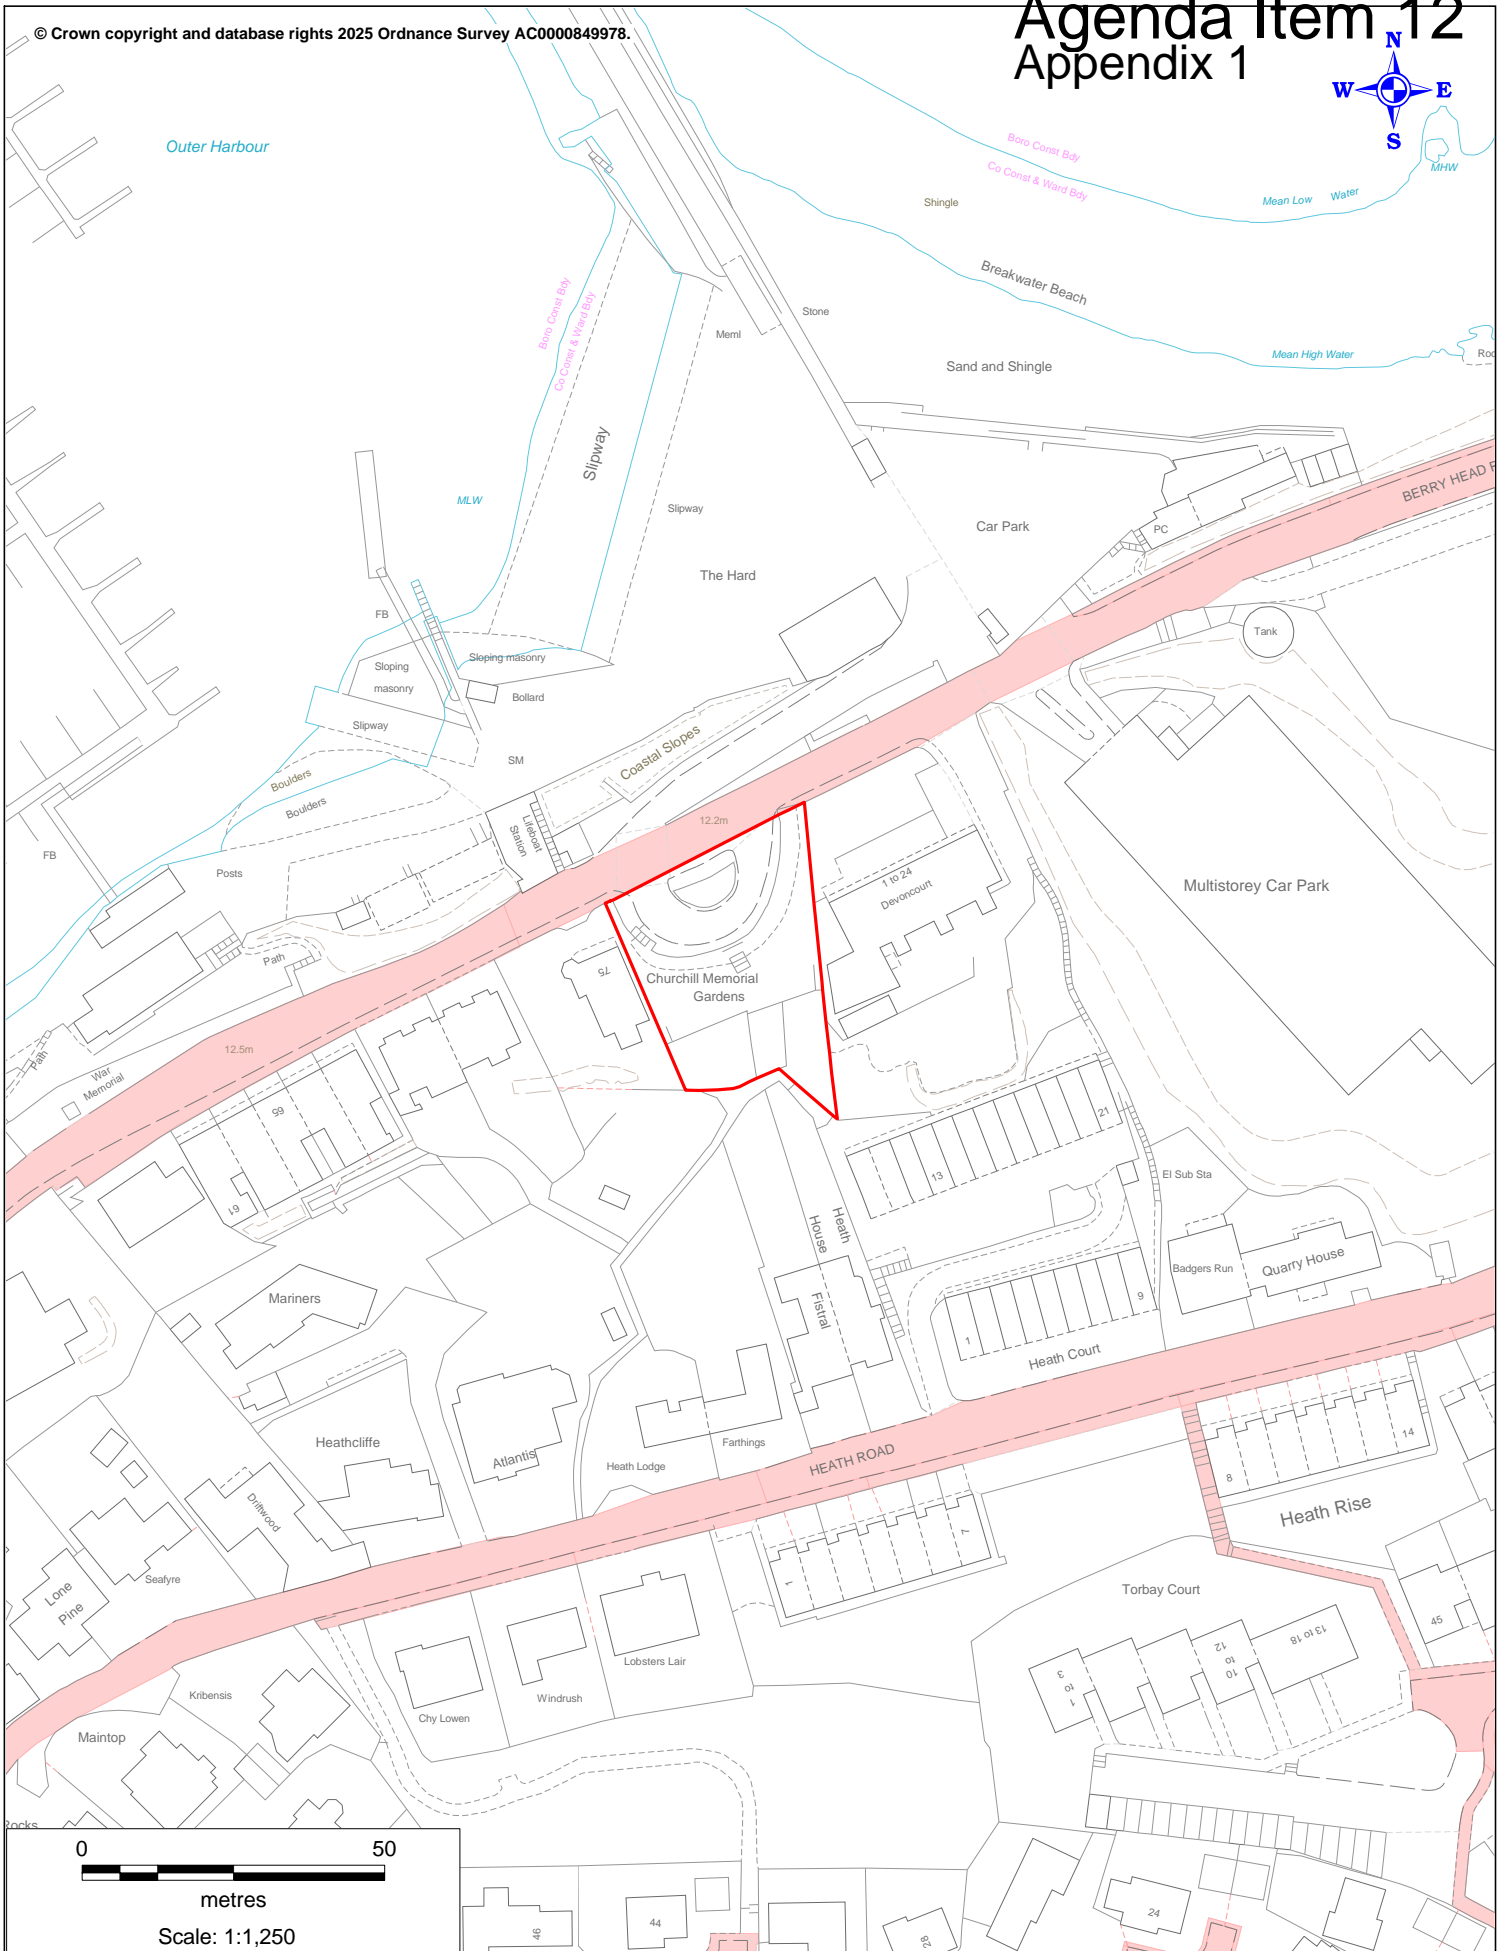 Agenda Item 12
Appendix 1
© Crown copyright and database rights 2025 Ordnance Survey AC0000849978.
N
W E
S
Outer Harbour
Boro Const Bdy
Co Const & Ward Bdy
MHW
Mean Low Water
Shingle
Breakwater Beach
Boro Const Bdy
Co Const & Ward Bdy
Stone
Meml
Mean High Water
Sand and Shingle
Slipway
BERRY HEAD
MLW
Slipway
Car Park
PC
The Hard
FB
Tank
Sloping masonry
Sloping
masonry
Bollard
Slipway
Coastal Slopes
SM
Boulders
Boulders
Lifeboat
Station
12.2m
FB
Posts
1 to 24
Devoncourt
Multistorey Car Park
Path
75
Churchill Memorial
Gardens
12.5m
Path
War
Memorial
65
21
13
El Sub Sta
61
Heath
House
Badgers Run
Quarry House
Mariners
Fistral
9
1
Heath Court
Heathcliffe
Atlantis
Farthings
14
HEATH ROAD
Heath Lodge
8
Driftwood
Heath Rise
7
1
Seafyre
Lone
Pine
Torbay Court
45
13 to 18
10
to
12
Lobsters Lair
1
to
3
Kribensis
Windrush
Chy Lowen
Maintop
Rocks
0 50
metres
Scale: 1:1,250
46
44
28
24